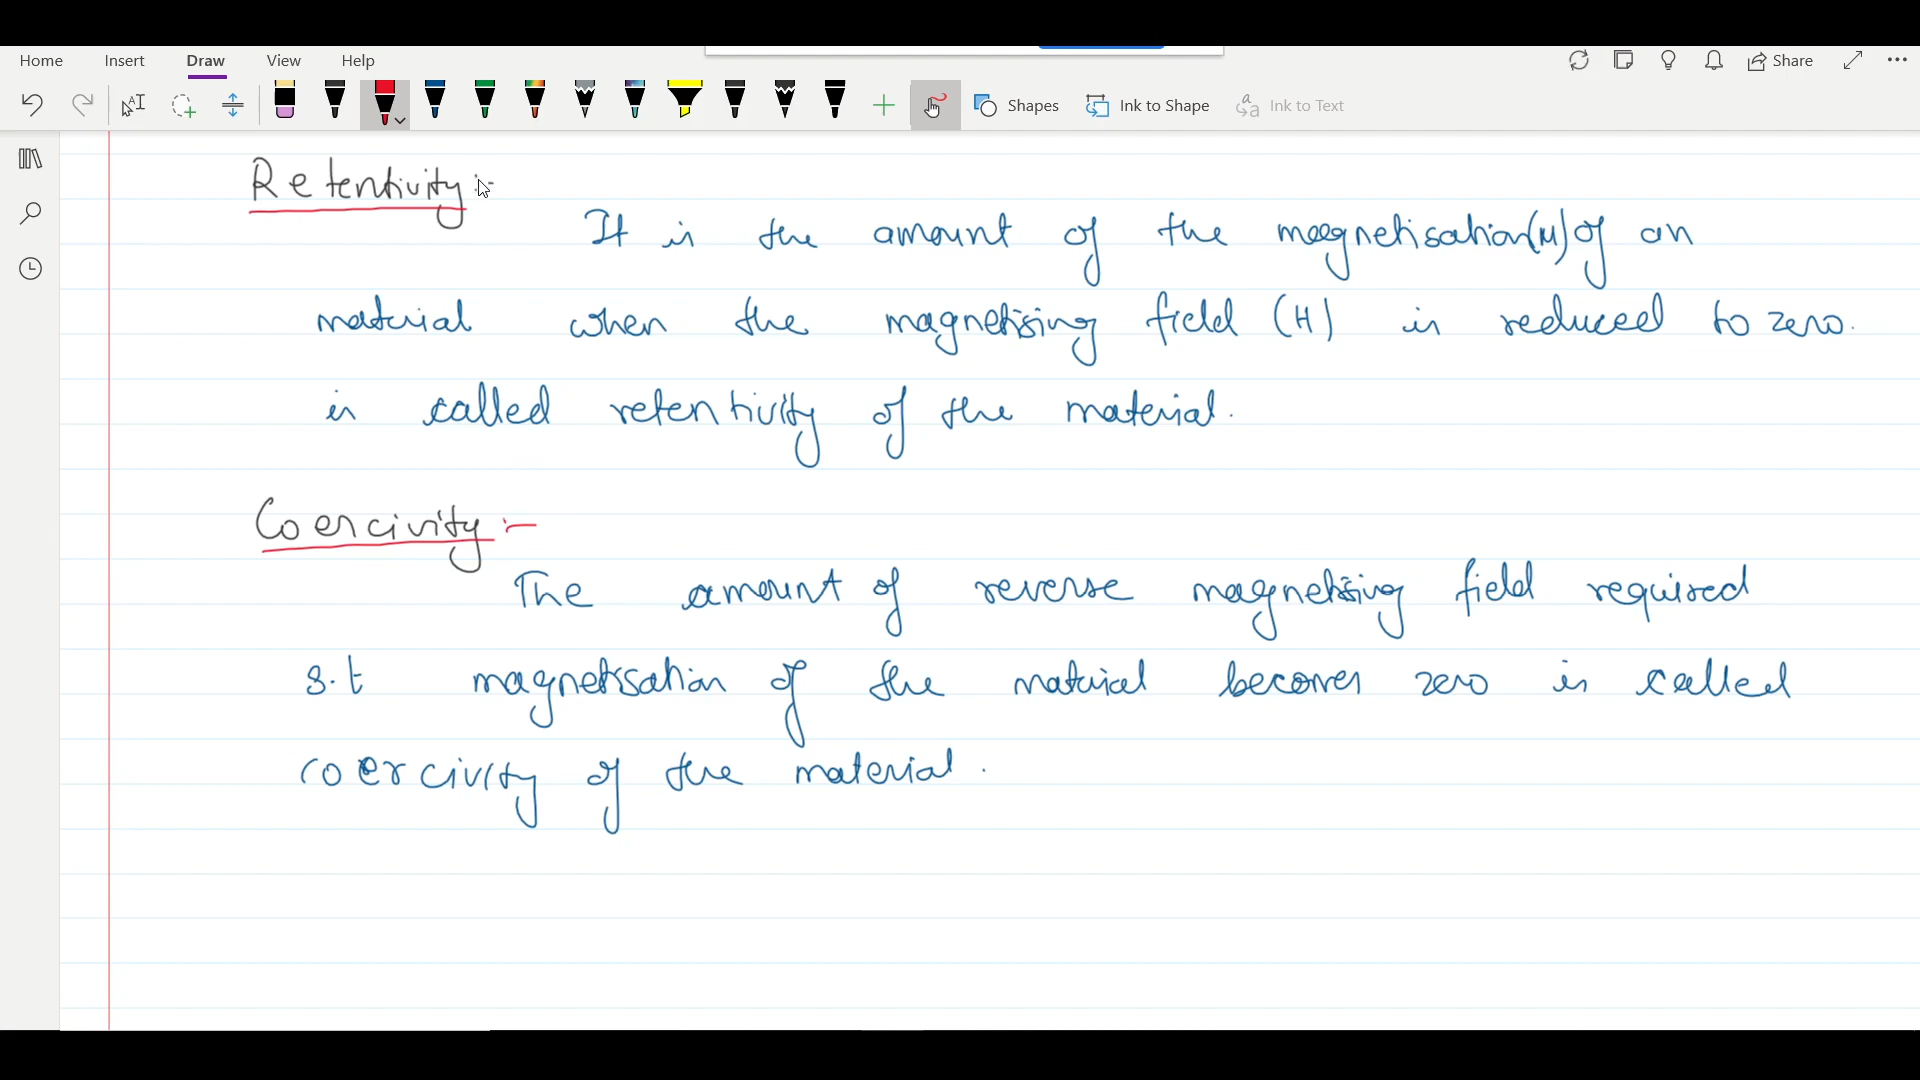 Home Insert Draw View Help
Share
Shapes Ink to Shape Ink to Text
Retentivity :-
It is the amount of the magnetisation(M) of an
material when the magnetising field (H) is reduced to zero.
is called retentivity of the material.
Coercivity :-
The amount of reverse magnetising field required
s.t magnetisation of the material becomes zero is called
coercivity of the material.